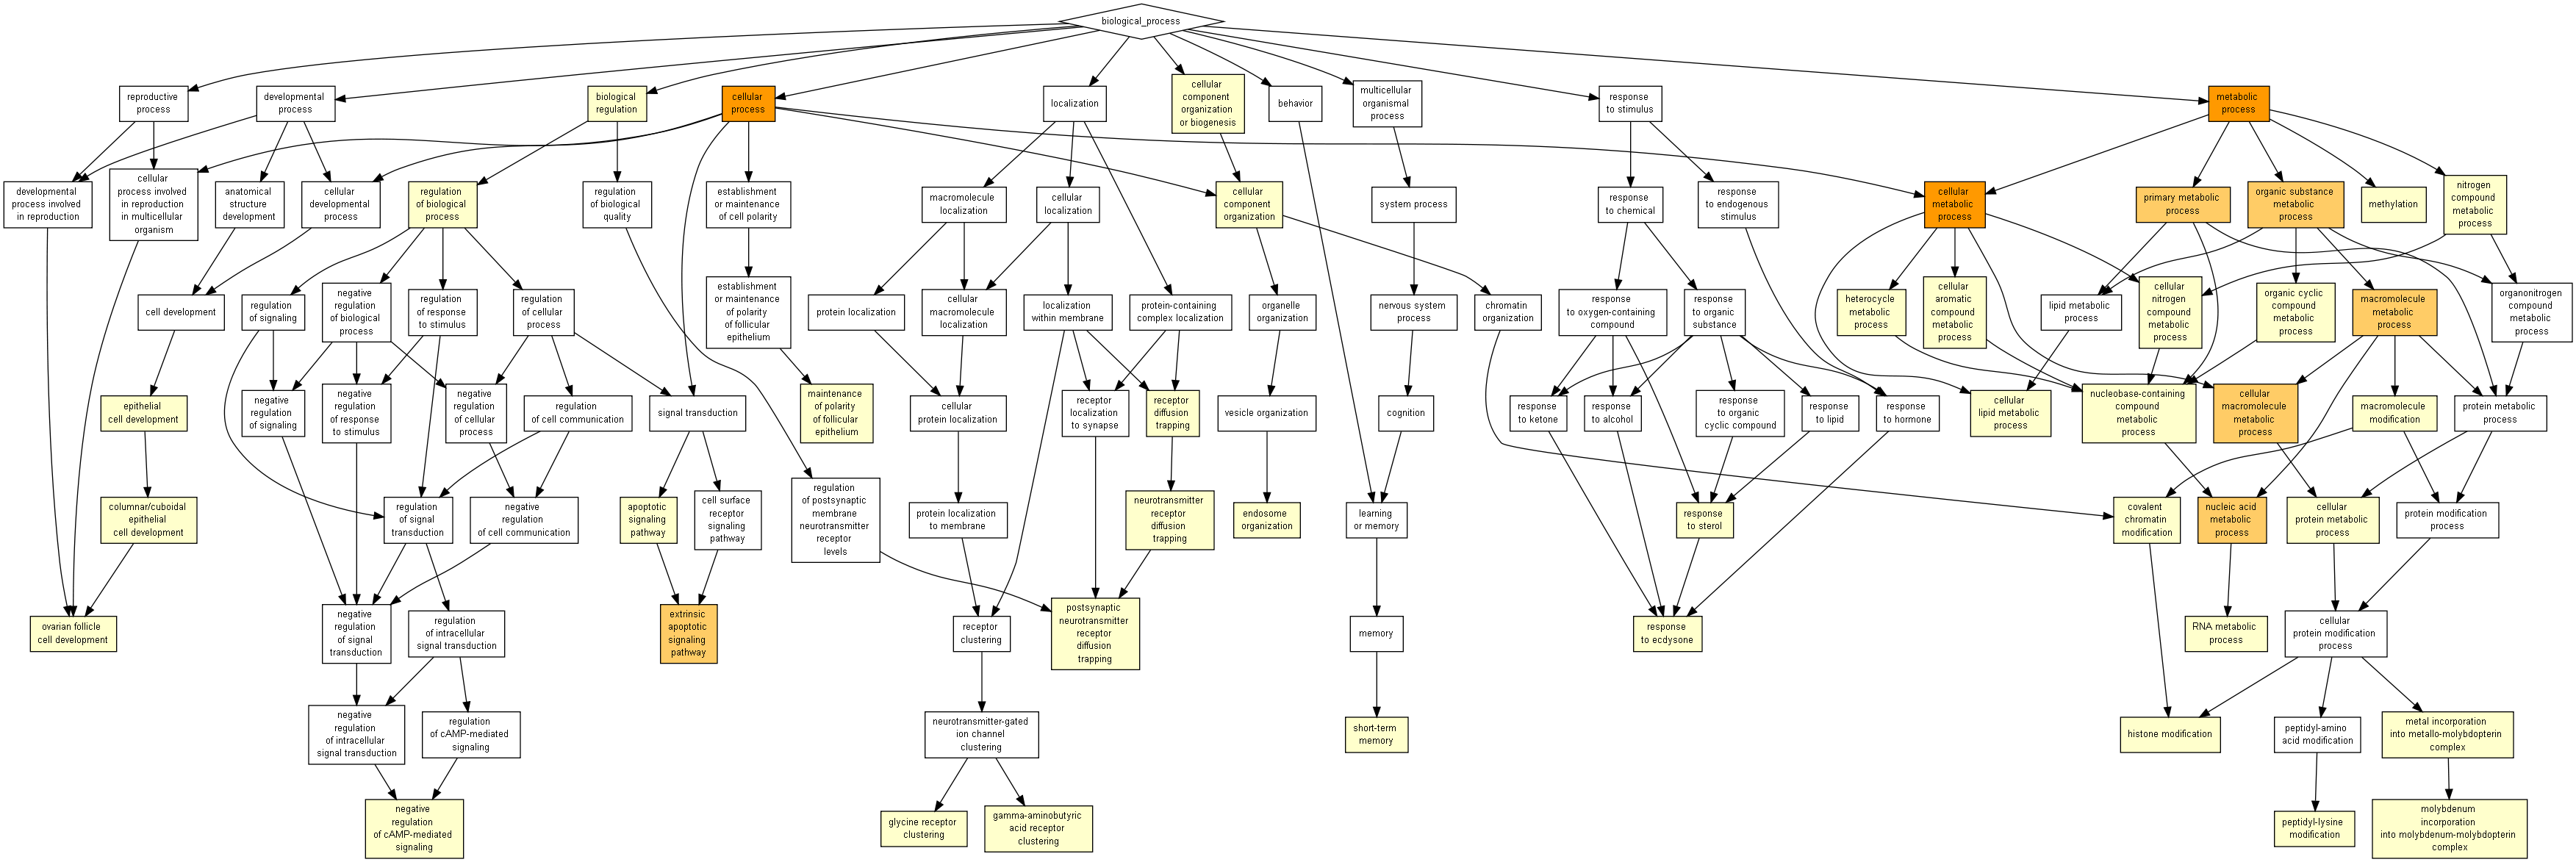 biological_process
reproductive
process
developmental
process
biological
regulation
cellular
process
localization
cellular
component
organization
or biogenesis
behavior
multicellular
organismal
process
response
to stimulus
metabolic
process
developmental
process involved
in reproduction
cellular
process involved
in reproduction
in multicellular
organism
anatomical
structure
development
cellular
developmental
process
regulation
of biological
process
regulation
of biological
quality
establishment
or maintenance
of cell polarity
macromolecule
localization
cellular
localization
cellular
component
organization
system process
response
to chemical
response
to endogenous
stimulus
cellular
metabolic
process
primary metabolic
process
organic substance
metabolic
process
methylation
nitrogen
compound
metabolic
process
cell development
regulation
of signaling
negative
regulation
of biological
process
regulation
of response
to stimulus
regulation
of cellular
process
establishment
or maintenance
of polarity
of follicular
epithelium
protein localization
cellular
macromolecule
localization
localization
within membrane
protein-containing
complex localization
organelle
organization
nervous system
process
chromatin
organization
response
to oxygen-containing
compound
response
to organic
substance
heterocycle
metabolic
process
cellular
aromatic
compound
metabolic
process
lipid metabolic
process
cellular
nitrogen
compound
metabolic
process
organic cyclic
compound
metabolic
process
macromolecule
metabolic
process
organonitrogen
compound
metabolic
process
epithelial
cell development
negative
regulation
of signaling
negative
regulation
of response
to stimulus
negative
regulation
of cellular
process
regulation
of cell communication
signal transduction
maintenance
of polarity
of follicular
epithelium
cellular
protein localization
receptor
localization
to synapse
receptor
diffusion
trapping
vesicle organization
cognition
response
to ketone
response
to alcohol
response
to organic
cyclic compound
response
to lipid
response
to hormone
cellular
lipid metabolic
process
nucleobase-containing
compound
metabolic
process
cellular
macromolecule
metabolic
process
macromolecule
modification
protein metabolic
process
columnar/cuboidal
epithelial
cell development
regulation
of signal
transduction
negative
regulation
of cell communication
apoptotic
signaling
pathway
cell surface
receptor
signaling
pathway
regulation
of postsynaptic
membrane
neurotransmitter
receptor
levels
protein localization
to membrane
neurotransmitter
receptor
diffusion
trapping
endosome
organization
learning
or memory
response
to sterol
covalent
chromatin
modification
nucleic acid
metabolic
process
cellular
protein metabolic
process
protein modification
process
ovarian follicle
cell development
negative
regulation
of signal
transduction
regulation
of intracellular
signal transduction
extrinsic
apoptotic
signaling
pathway
receptor
clustering
postsynaptic
neurotransmitter
receptor
diffusion
trapping
memory
response
to ecdysone
RNA metabolic
process
cellular
protein modification
process
negative
regulation
of intracellular
signal transduction
regulation
of cAMP-mediated
signaling
neurotransmitter-gated
ion channel
clustering
short-term
memory
histone modification
peptidyl-amino
acid modification
metal incorporation
into metallo-molybdopterin
complex
negative
regulation
of cAMP-mediated
signaling
glycine receptor
clustering
gamma-aminobutyric
acid receptor
clustering
peptidyl-lysine
modification
molybdenum
incorporation
into molybdenum-molybdopterin
complex